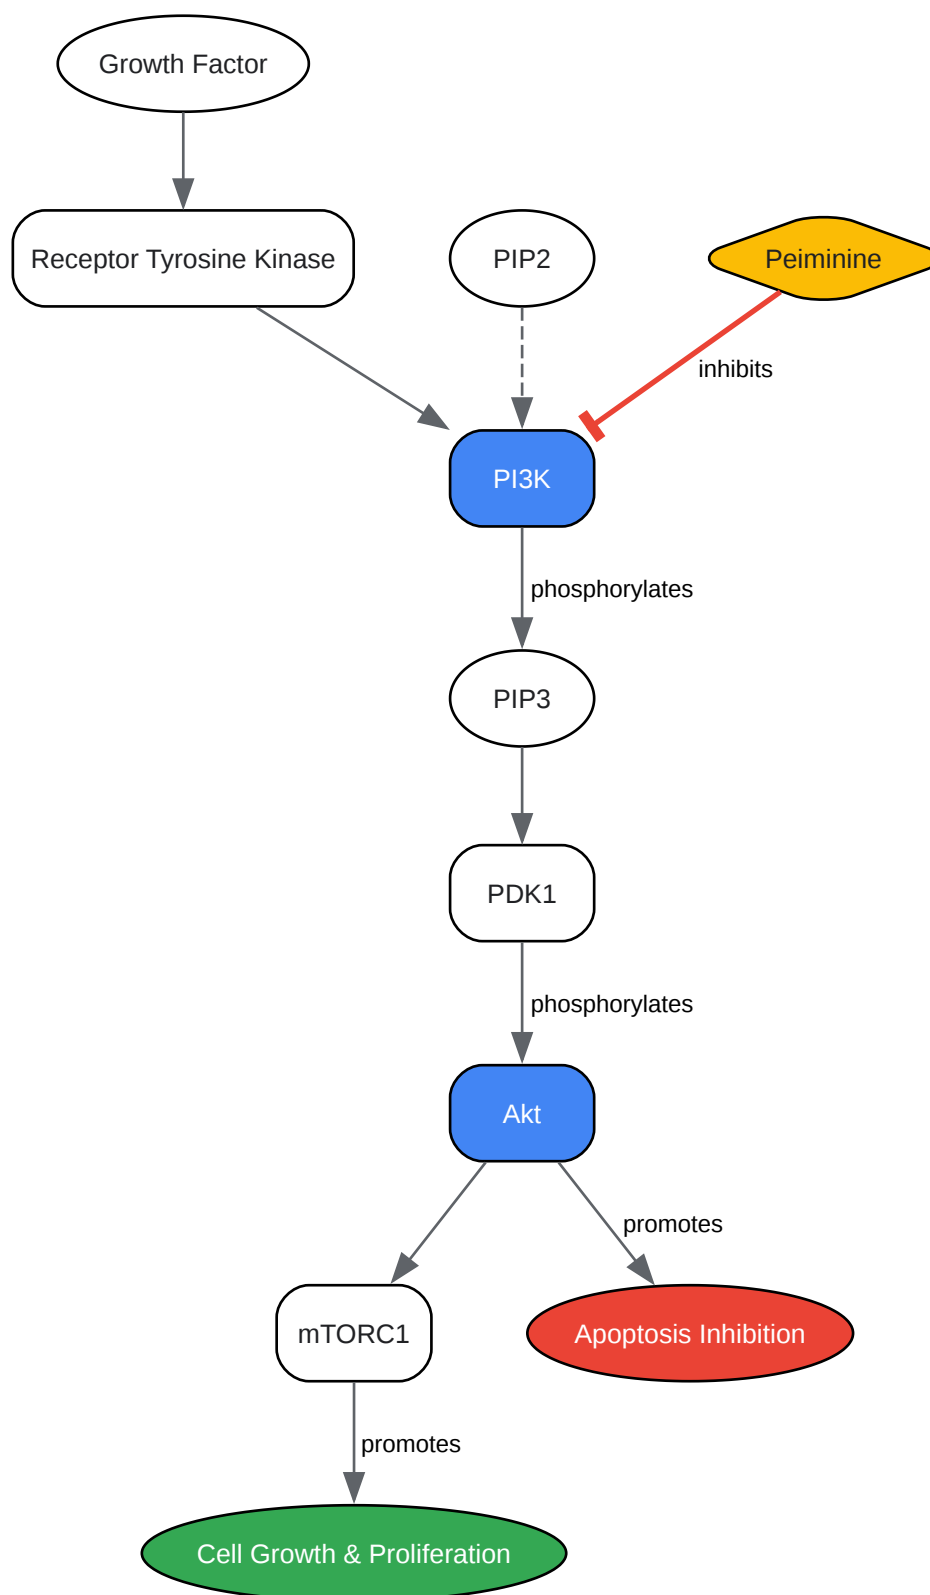 Growth Factor
Receptor Tyrosine Kinase
PIP2
Peiminine
inhibits
PI3K
phosphorylates
PIP3
PDK1
phosphorylates
Akt
promotes
mTORC1
Apoptosis Inhibition
promotes
Cell Growth & Proliferation